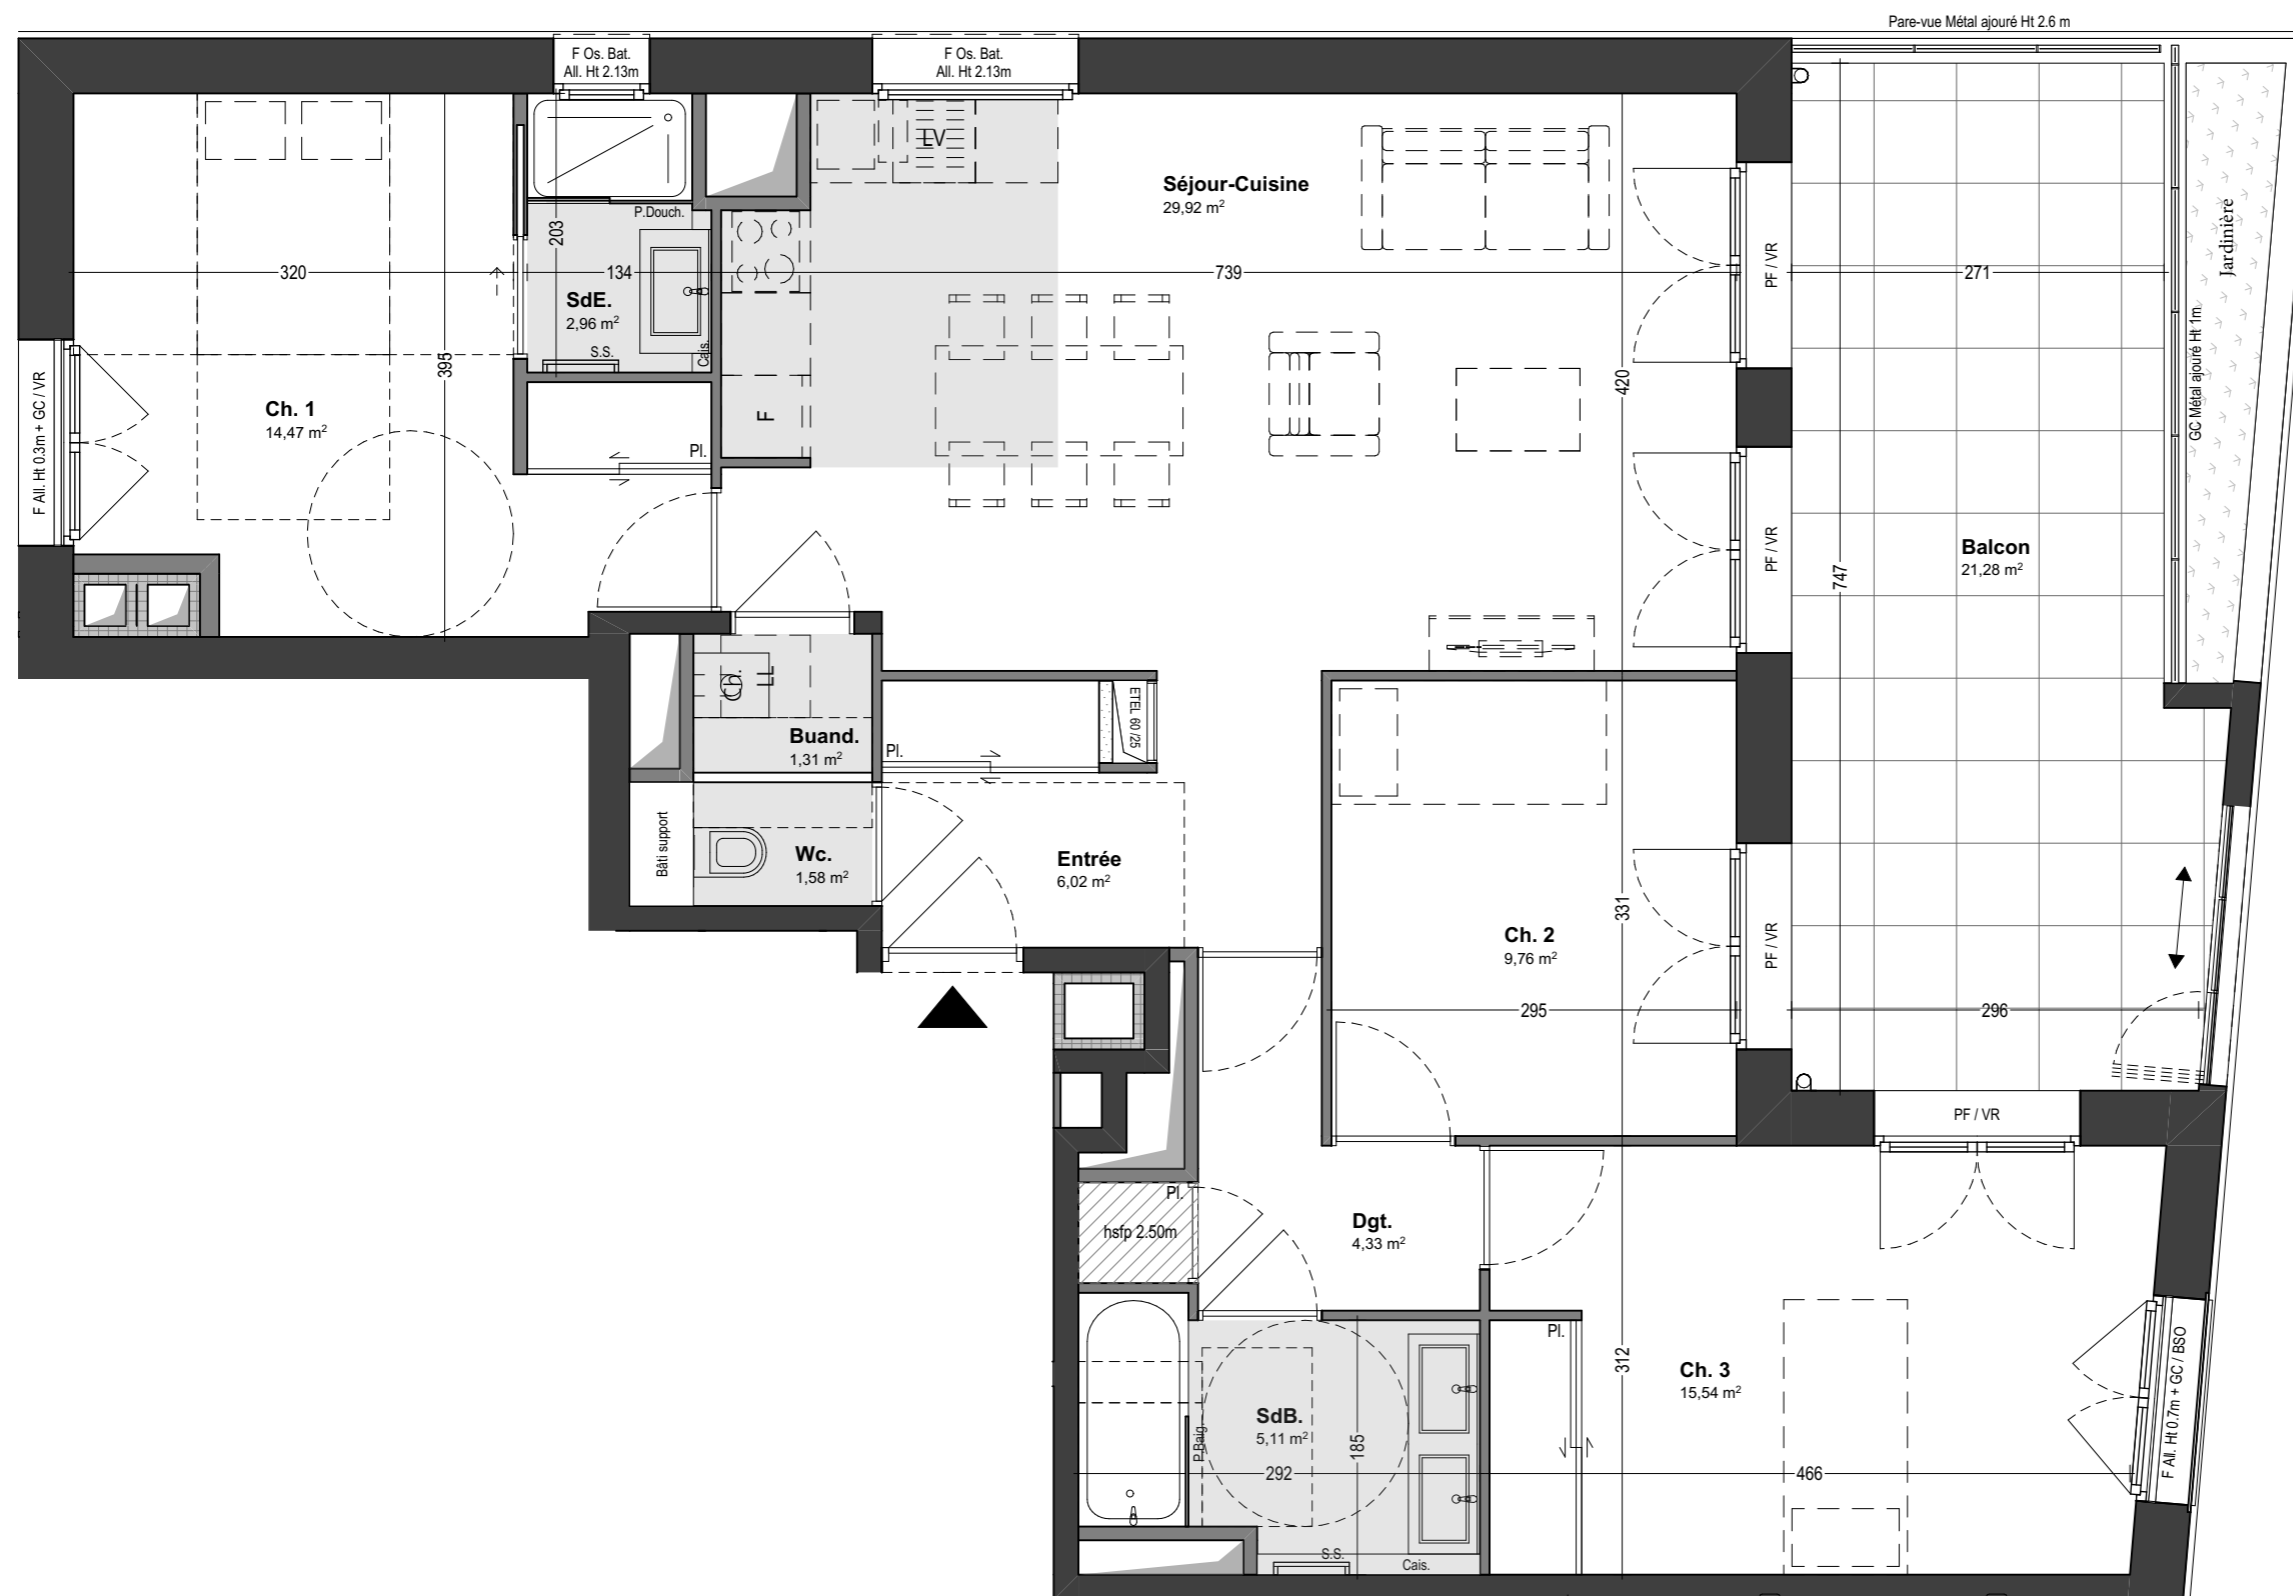 Pare-vue Métal ajouré Ht 2.6 m
F Os. Bat.
All. Ht 2.13m
F Os. Bat.
All. Ht 2.13m
LV
Séjour-Cuisine
29,92 m²
P.Douch.
203
Jardinière
320
134
739
271
PF / VR
SdE.
2,96 m²
S.S.
Cais.
395
420
GC Métal ajouré Ht 1m
F All. Ht 0.3m + GC / VR
Ch. 1
14,47 m²
F
Pl.
PF / VR
Balcon
21,28 m²
747
Ch.
LL
ETEL 60 /25
Buand.
1,31 m²
Pl.
Bâti support
Wc.
1,58 m²
Entrée
6,02 m²
331
Ch. 2
9,76 m²
PF / VR
295
296
PF / VR
Pl.
hsfp 2.50m
Dgt.
4,33 m²
Pl.
312
Ch. 3
15,54 m²
F All. Ht 0.7m + GC / BSO
SdB.
5,11 m²
P.Baig.
185
292
466
S.S.
Cais.